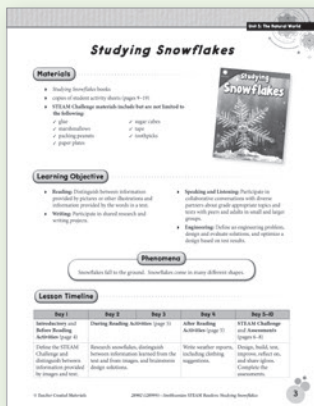 Unit 2: The Natural World
Studying Snowflakes
Materials
Studying Snowflakes books
copies of student activity sheets (pages 9–19)
STEAM Challenge materials include but are not limited to
the following:
✓ glue
✓ marshmallows
✓ packing peanuts
✓ paper plates
✓ sugar cubes
✓ tape
✓ toothpicks
Studying
Snowflakes
Learning Objective
Reading: Distinguish between information
provided by pictures or other illustrations and
information provided by the words in a text.
Writing: Participate in shared research and
writing projects.
Speaking and Listening: Participate in
collaborative conversations with diverse
partners about grade appropriate topics and
texts with peers and adults in small and larger
groups.
Engineering: Define an engineering problem,
design and evaluate solutions, and optimize a
design based on test results.
Phenomena
Snowflakes fall to the ground. Snowflakes come in many different shapes.
Lesson Timeline
Day 1
Day 2
Day 3
Day 4
Days 5–10
Introductory and
Before Reading
Activities (page 4)
During Reading Activities (page 5)
After Reading
Activities (page 5)
STEAM Challenge
and Assessments
(pages 6–8)
Define the STEAM
Challenge and
distinguish between
information provided
by images and text.
Research snowflakes, distinguish
between information learned from the
text and from images, and brainstorm
design solutions.
Write weather reports,
including clothing
suggestions.
Design, build, test,
improve, reflect on,
and share igloos.
Complete the
assessments.
© Teacher Created Materials
Smithsonian STEAM Readers: Studying Snowflakes
3